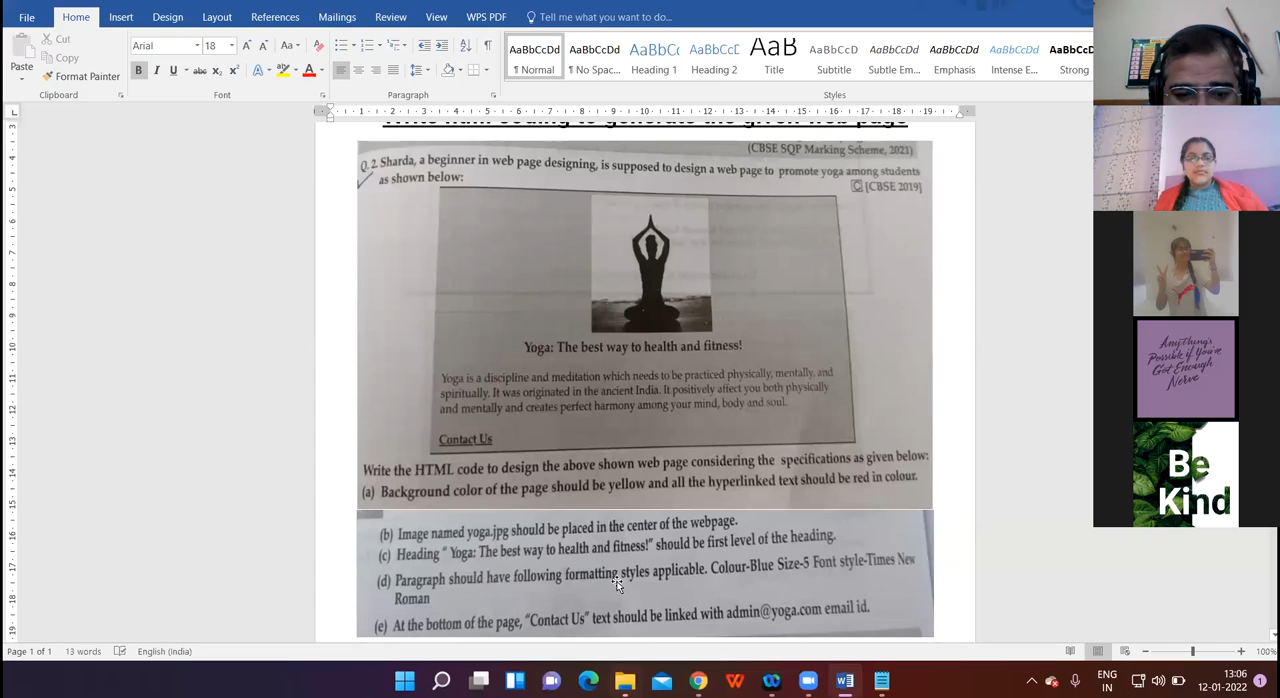 File Home Insert Design Layout References Mailings Review View WPS PDF Tell me what you want to do...
Cut
Copy
Paste
Format Painter
Arial 18
AaBbCcDd AaBbCcDd AaBbC( AaBbCcD AaB AaBbCcD AaBbCcDd AaBbCcDd AaBbCcDd AaBbCcD
¶ Normal ¶ No Spac... Heading 1 Heading 2 Title Subtitle Subtle Em... Emphasis Intense E... Strong
Clipboard Font Paragraph Styles
Write html coding to generate the given web page
(CBSE SQP Marking Scheme, 2021)
Q. 2. Sharda, a beginner in web page designing, is supposed to design a web page to promote yoga among students
as shown below:
C [CBSE 2019]
Yoga: The best way to health and fitness!
Yoga is a discipline and meditation which needs to be practiced physically, mentally, and
spiritually. It was originated in the ancient India. It positively affect you both physically
and mentally and creates perfect harmony among your mind, body and soul.
Contact Us
Write the HTML code to design the above shown web page considering the specifications as given below:
(a) Background color of the page should be yellow and all the hyperlinked text should be red in colour.
(b) Image named yoga.jpg should be placed in the center of the webpage.
(c) Heading " Yoga: The best way to health and fitness!" should be first level of the heading.
(d) Paragraph should have following formatting styles applicable. Colour-Blue Size-5 Font style-Times New
Roman
(e) At the bottom of the page, "Contact Us" text should be linked with admin@yoga.com email id.
Anything's
Possible if You've
Got Enough
Nerve
Be
Kind
Page 1 of 1 13 words English (India) 100%
ENG
IN
13:06
12-01-2022